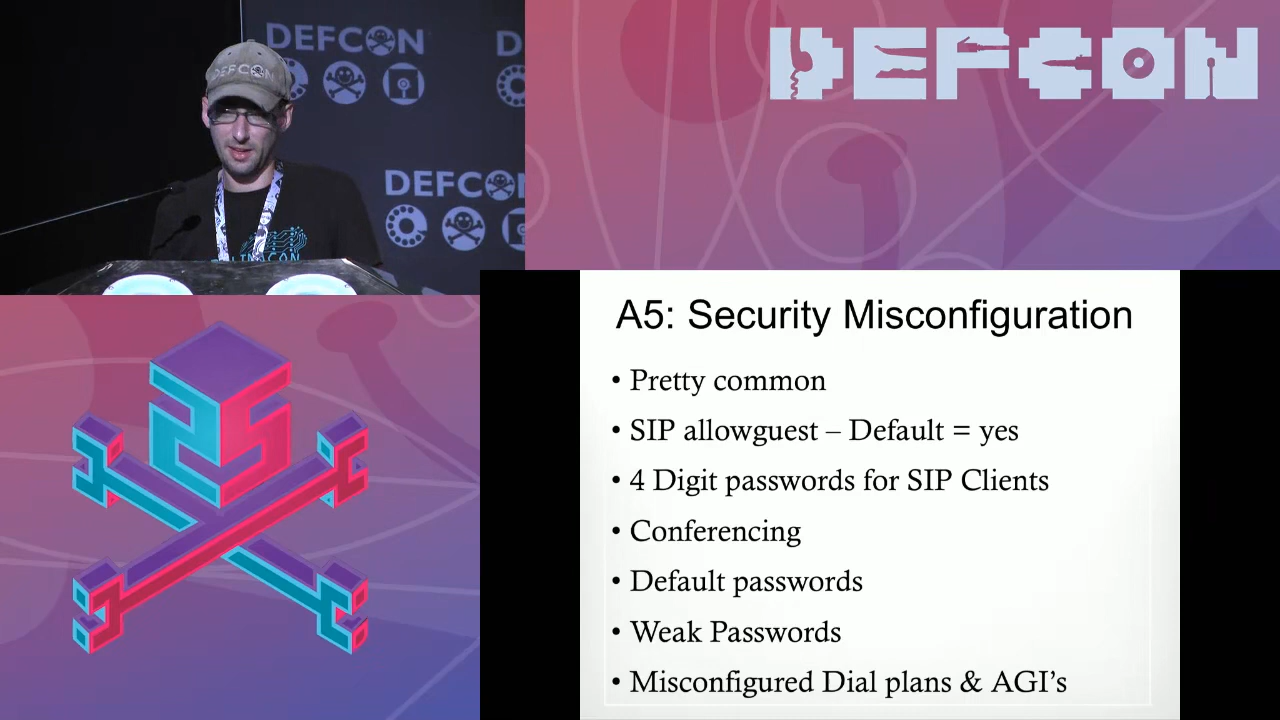 DEFCON
D
DEFCON
DEFCON
DEFCON
A5: Security Misconfiguration
• Pretty common
• SIP allowguest – Default = yes
• 4 Digit passwords for SIP Clients
• Conferencing
• Default passwords
• Weak Passwords
• Misconfigured Dial plans & AGI's